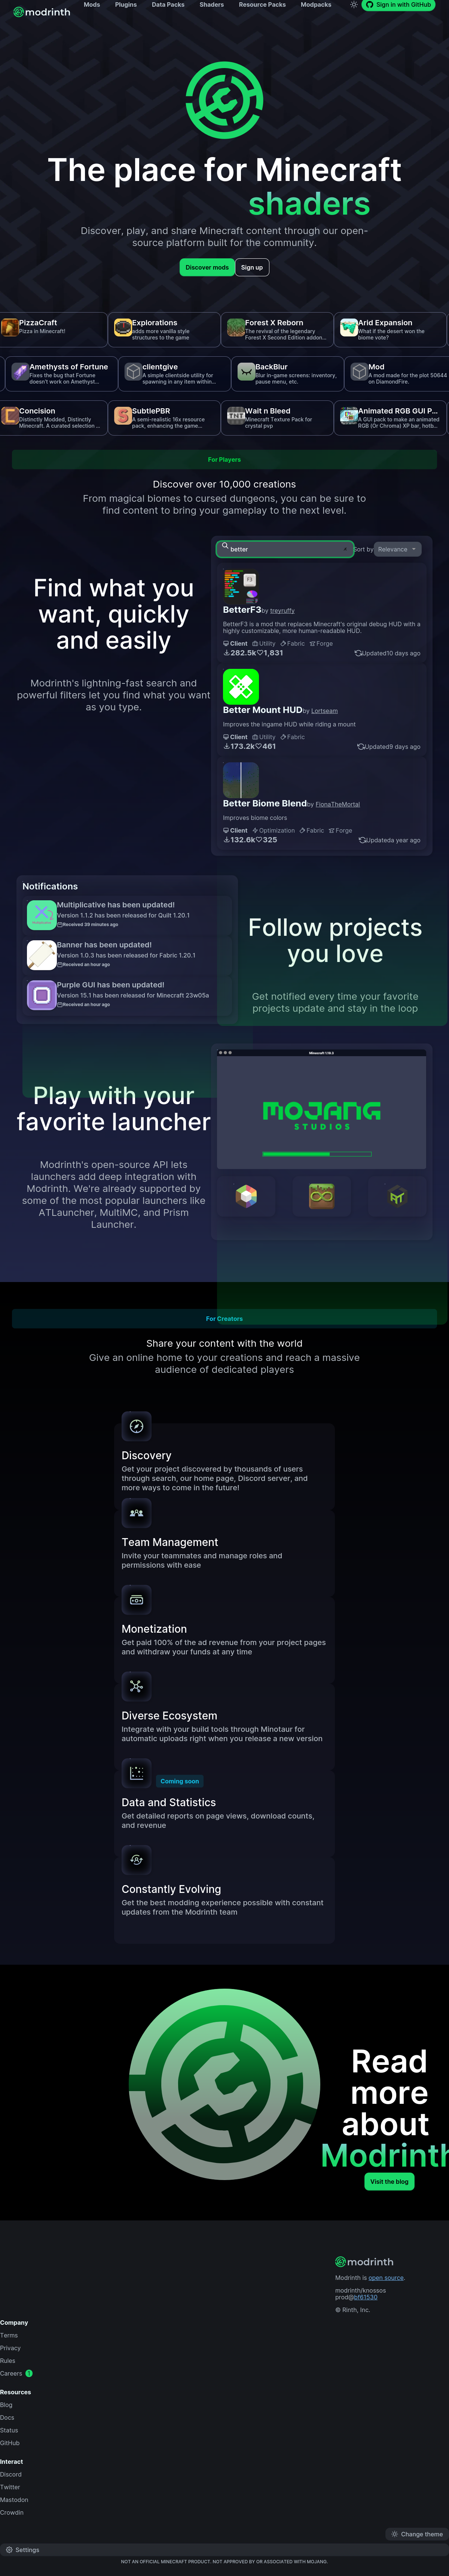 modrinth
Mods
Plugins
Data Packs
Shaders
Resource Packs
Modpacks
Sign in with GitHub
The place for Minecraft
shaders
Discover, play, and share Minecraft content through our open-
source platform built for the community.
Discover mods
Sign up
PizzaCraft
Pizza in Minecraft!
Explorations
adds more vanilla style
structures to the game
Forest X Reborn
The revival of the legendary
Forest X Second Edition addon...
Arid Expansion
What if the desert won the
biome vote?
Amethysts of Fortune
Fixes the bug that Fortune
doesn't work on Amethyst...
clientgive
A simple clientside utility for
spawning in any item within...
BackBlur
Blur in-game screens: inventory,
pause menu, etc.
Mod
A mod made for the plot 50644
on DiamondFire.
Concision
Distinctly Modded, Distinctly
Minecraft. A curated selection ...
SubtlePBR
A semi-realistic 16x resource
pack, enhancing the game...
Wait n Bleed
Minecraft Texture Pack for
crystal pvp
Animated RGB GUI P...
A GUI pack to make an animated
RGB (Or Chroma) XP bar, hotb...
For Players
Discover over 10,000 creations
From magical biomes to cursed dungeons, you can be sure to
find content to bring your gameplay to the next level.
Find what you
want, quickly
and easily
Modrinth's lightning-fast search and
powerful filters let you find what you want
as you type.
better
Sort by
Relevance
BetterF3 by treyruffy
BetterF3 is a mod that replaces Minecraft's original debug HUD with a
highly customizable, more human-readable HUD.
Client Utility Fabric Forge
282.5k 1,831 Updated 10 days ago
Better Mount HUD by Lortseam
Improves the ingame HUD while riding a mount
Client Utility Fabric
173.2k 461 Updated 9 days ago
Better Biome Blend by FionaTheMortal
Improves biome colors
Client Optimization Fabric Forge
132.6k 325 Updated a year ago
Notifications
Multiplicative has been updated!
Version 1.1.2 has been released for Quilt 1.20.1
Received 39 minutes ago
Banner has been updated!
Version 1.0.3 has been released for Fabric 1.20.1
Received an hour ago
Purple GUI has been updated!
Version 15.1 has been released for Minecraft 23w05a
Received an hour ago
Follow projects
you love
Get notified every time your favorite
projects update and stay in the loop
Play with your
favorite launcher
Modrinth's open-source API lets
launchers add deep integration with
Modrinth. We're already supported by
some of the most popular launchers like
ATLauncher, MultiMC, and Prism
Launcher.
MOJANG
STUDIOS
For Creators
Share your content with the world
Give an online home to your creations and reach a massive
audience of dedicated players
Discovery
Get your project discovered by thousands of users
through search, our home page, Discord server, and
more ways to come in the future!
Team Management
Invite your teammates and manage roles and
permissions with ease
Monetization
Get paid 100% of the ad revenue from your project pages
and withdraw your funds at any time
Diverse Ecosystem
Integrate with your build tools through Minotaur for
automatic uploads right when you release a new version
Coming soon
Data and Statistics
Get detailed reports on page views, download counts,
and revenue
Constantly Evolving
Get the best modding experience possible with constant
updates from the Modrinth team
Read
more
about
Modrinth
Visit the blog
modrinth
Modrinth is open source.
modrinth/knossos
prod@bf61530
© Rinth, Inc.
Company
Terms
Privacy
Rules
Careers 1
Resources
Blog
Docs
Status
GitHub
Interact
Discord
Twitter
Mastodon
Crowdin
Change theme
Settings
NOT AN OFFICIAL MINECRAFT PRODUCT. NOT APPROVED BY OR ASSOCIATED WITH MOJANG.